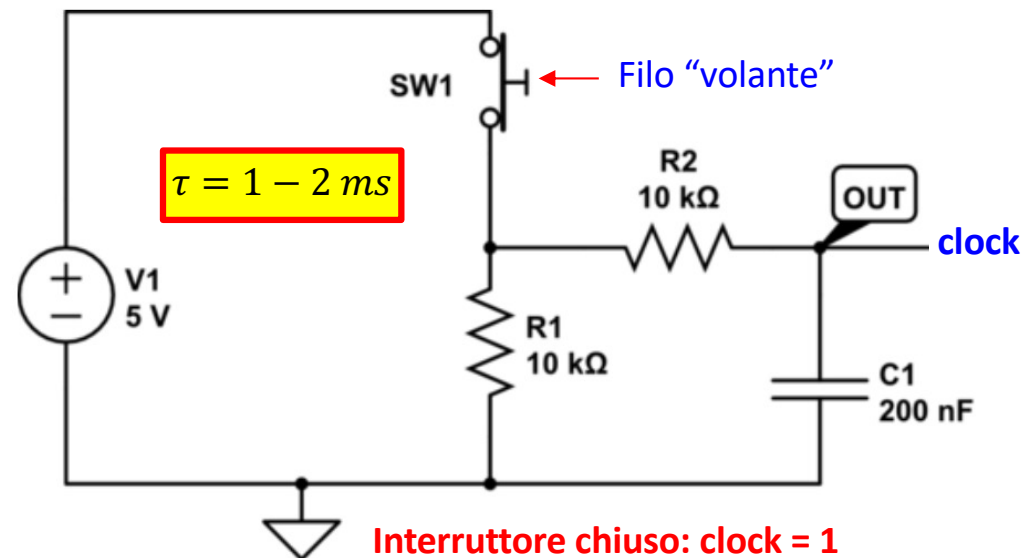 SW1
Filo “volante”
τ = 1 − 2 ms
R2
10 kΩ
OUT
clock
+
−
V1
5 V
R1
10 kΩ
C1
200 nF
Interruttore chiuso: clock = 1